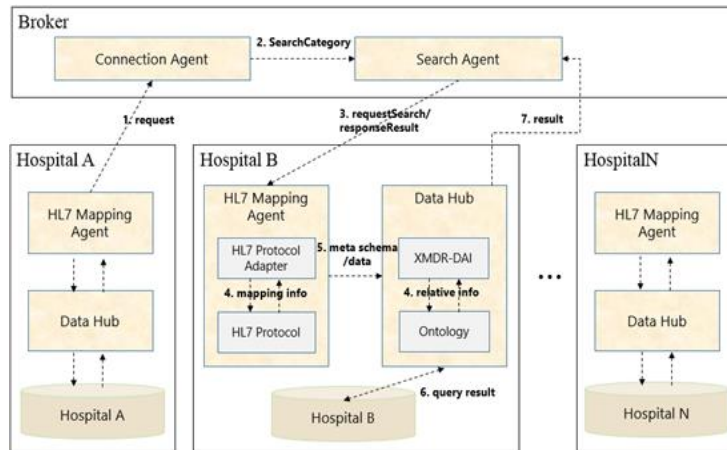 Broker
2. SearchCategory
Connection Agent
Search Agent
1. request
3. requestSearch/
responseResult
7. result
Hospital A
HL7 Mapping
Agent
Data Hub
Hospital A
Hospital B
HL7 Mapping
Agent
HL7 Protocol
Adapter
4. mapping info
HL7 Protocol
5. meta schema
/data
Data Hub
XMDR-DAI
4. relative info
Ontology
6. query result
Hospital B
...
HospitalN
HL7 Mapping
Agent
Data Hub
Hospital N